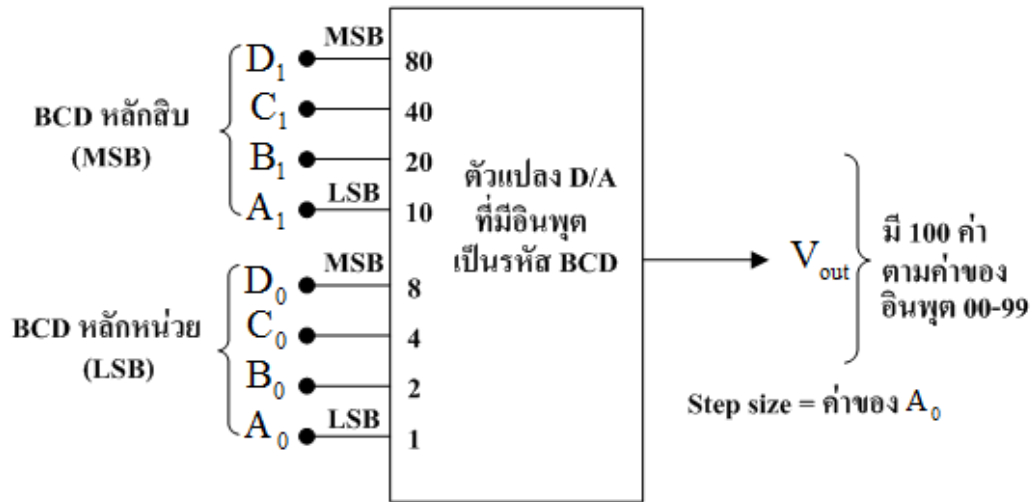 BCD หลักสิบ
(MSB)
D₁ MSB 80
C₁ 40
B₁ 20
A₁ LSB 10
BCD หลักหน่วย
(LSB)
D₀ MSB 8
C₀ 4
B₀ 2
A₀ LSB 1
ตัวแปลง D/A
ที่มีอินพุต
เป็นรหัส BCD
V out
มี 100 ค่า
ตามค่าของ
อินพุต 00-99
Step size = ค่าของ A₀